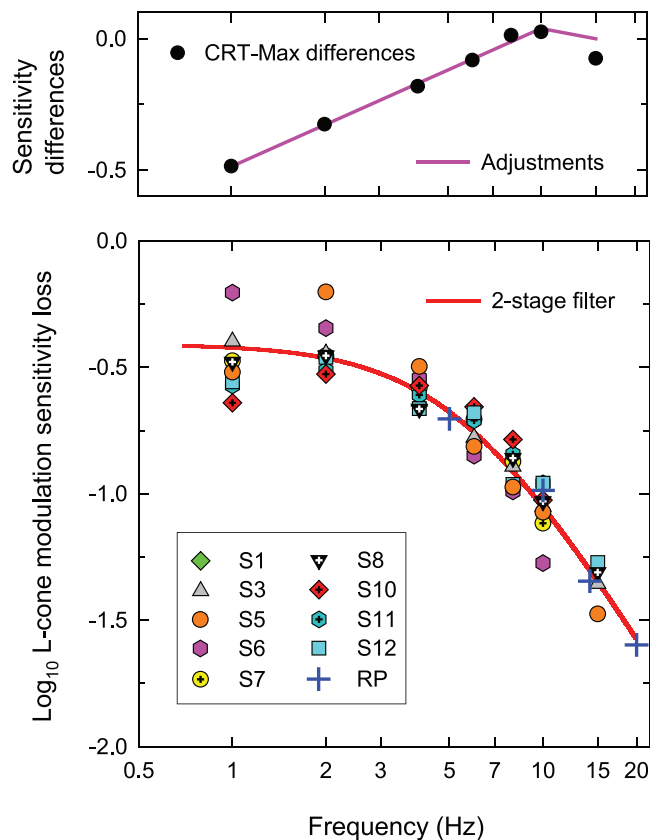 Sensitivity
differences
0.0
-0.5
CRT-Max differences
Adjustments
Log₁₀ L-cone modulation sensitivity loss
0.0
-0.5
-1.0
-1.5
-2.0
2-stage filter
S1
S3
S5
S6
S7
S8
S10
S11
S12
RP
0.5 1 2 3 5 7 10 15 20
Frequency (Hz)